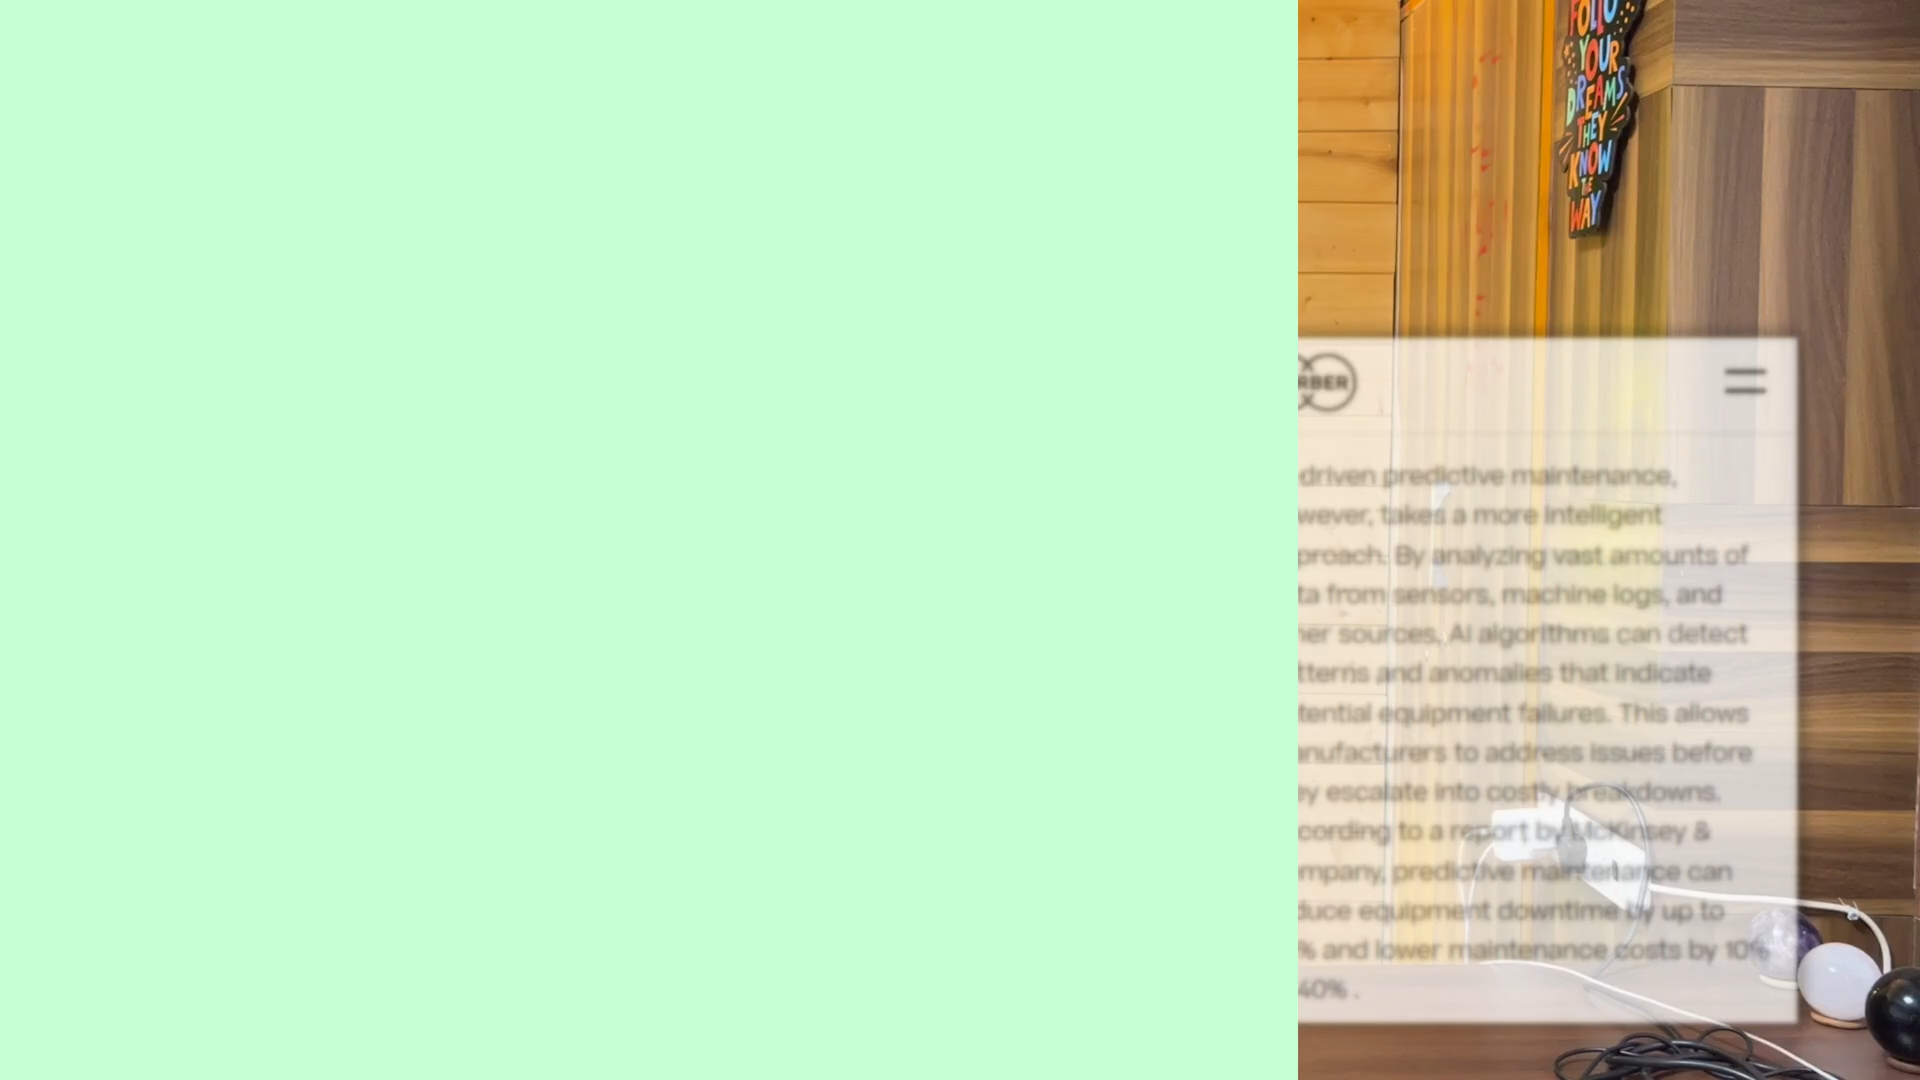 FOLLO
YOUR
DREAMS
THEY
KNOW
THE
WAY
RBER
driven predictive maintenance,
wever, takes a more intelligent
proach. By analyzing vast amounts of
ta from sensors, machine logs, and
her sources, AI algorithms can detect
tterns and anomalies that indicate
tential equipment failures. This allows
anufacturers to address issues before
ey escalate into costly breakdowns.
cording to a report by McKinsey &
mpany, predictive maintenance can
duce equipment downtime by up to
% and lower maintenance costs by 10%
40% .